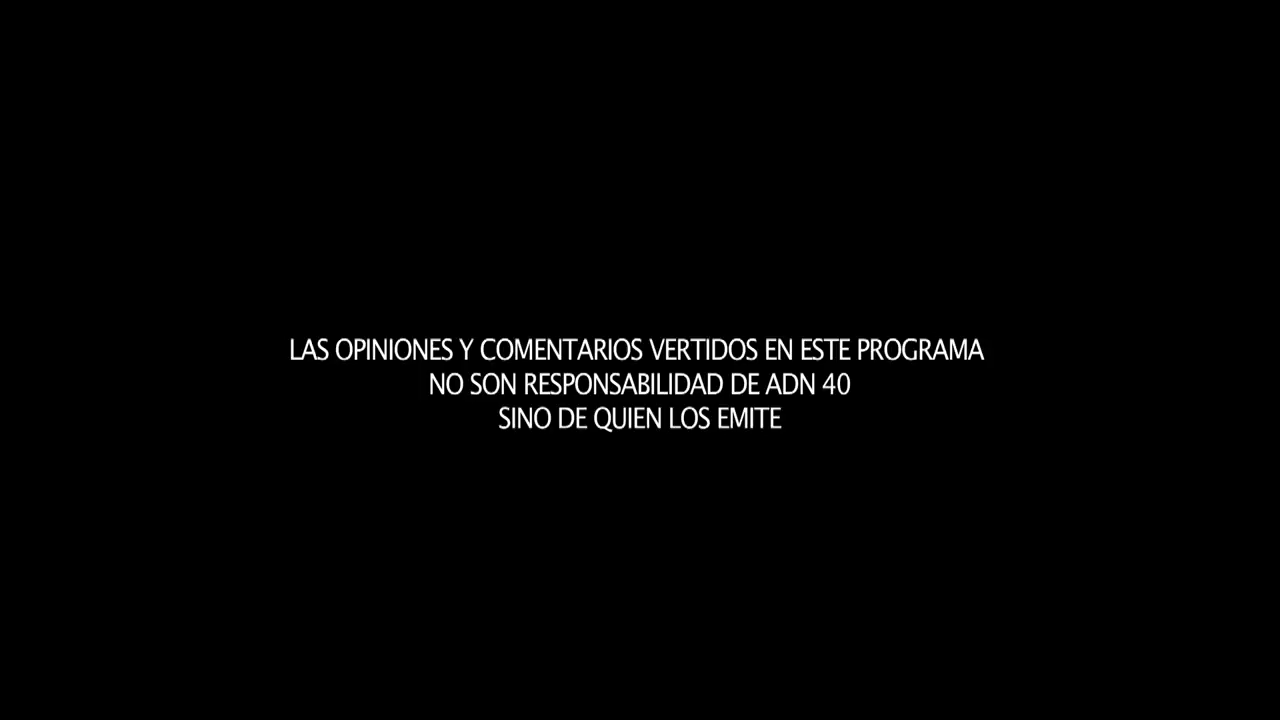 LAS OPINIONES Y COMENTARIOS VERTIDOS EN ESTE PROGRAMA
NO SON RESPONSABILIDAD DE ADN 40
SINO DE QUIEN LOS EMITE